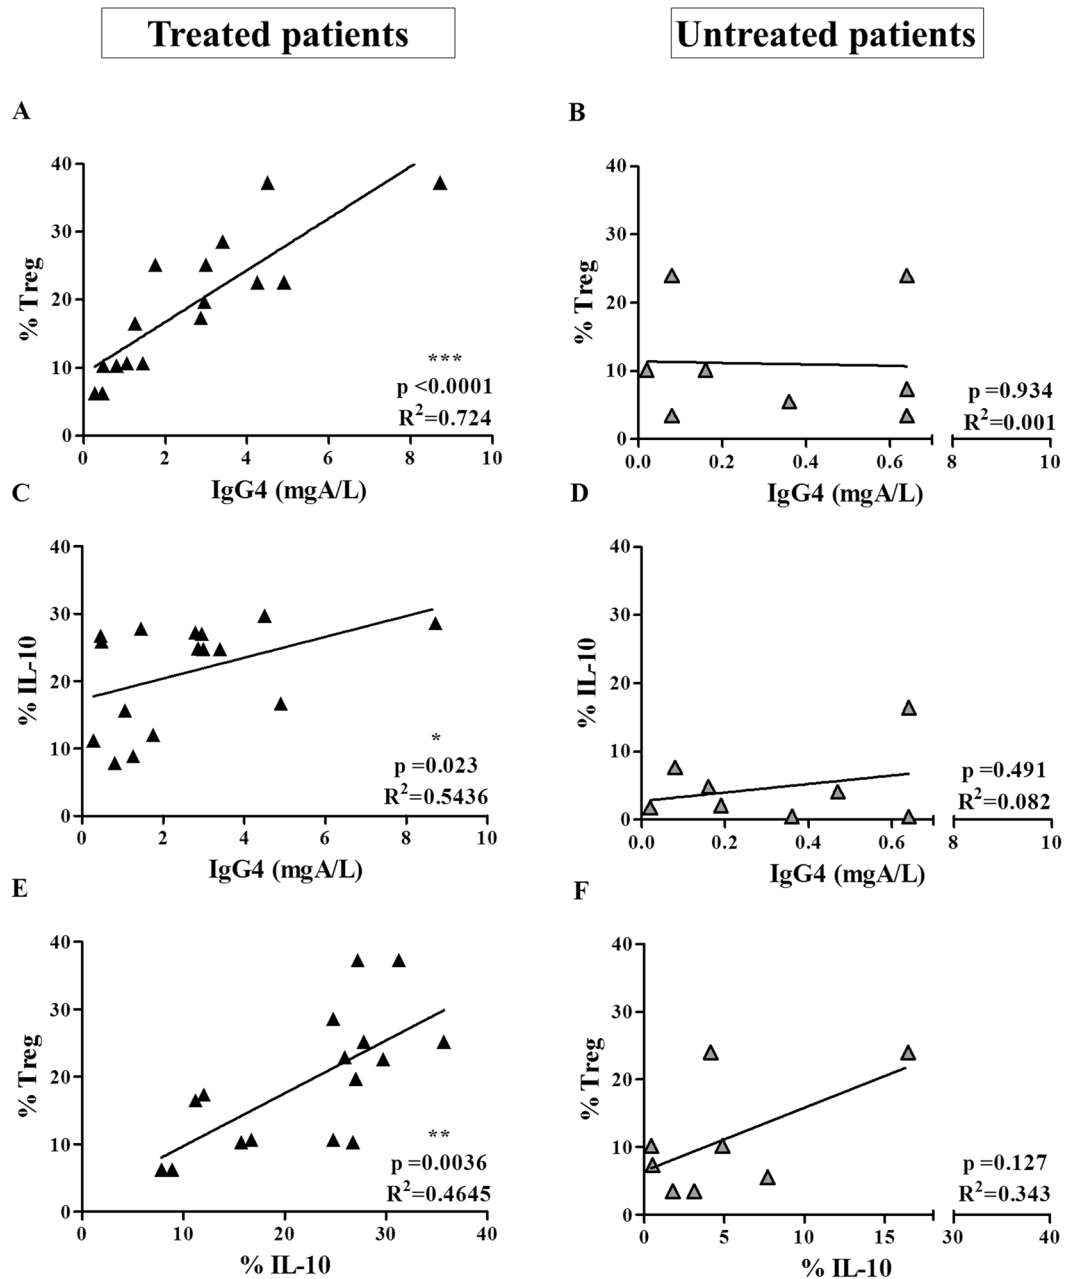 Treated patients
Untreated patients
A
40
30
20
10
0
% Treg
***
p <0.0001
R2=0.724
0 2 4 6 8 10
IgG4 (mgA/L)
B
40
30
20
10
0
% Treg
p =0.934
R2=0.001
0.0 0.2 0.4 0.6 8 10
IgG4 (mgA/L)
C
40
30
20
10
0
% IL-10
*
p =0.023
R2=0.5436
0 2 4 6 8 10
IgG4 (mgA/L)
D
40
30
20
10
0
% IL-10
p =0.491
R2=0.082
0.0 0.2 0.4 0.6 8 10
IgG4 (mgA/L)
E
40
30
20
10
0
% Treg
**
p =0.0036
R2=0.4645
0 10 20 30 40
% IL-10
F
40
30
20
10
0
% Treg
p =0.127
R2=0.343
0 5 10 15 30 40
% IL-10